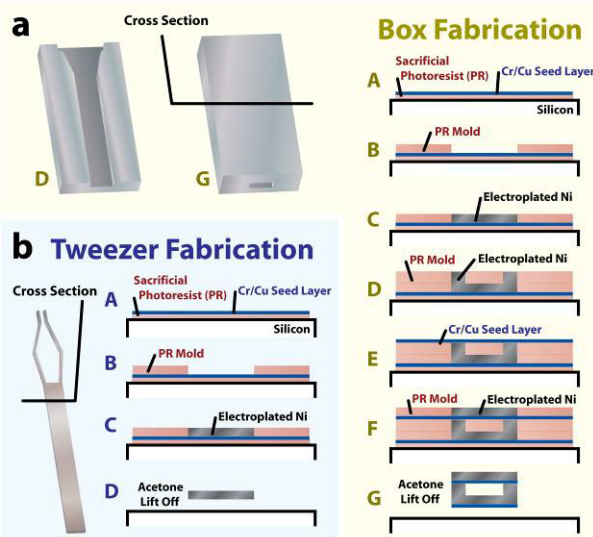 a
Cross Section
D
G
Box Fabrication
A
Sacrificial
Photoresist (PR)
Cr/Cu Seed Layer
Silicon
B
PR Mold
C
Electroplated Ni
D
PR Mold
Electroplated Ni
E
Cr/Cu Seed Layer
F
PR Mold
Electroplated Ni
G
Acetone
Lift Off
b
Tweezer Fabrication
Cross Section
A
Sacrificial
Photoresist (PR)
Cr/Cu Seed Layer
Silicon
B
PR Mold
C
Electroplated Ni
D
Acetone
Lift Off